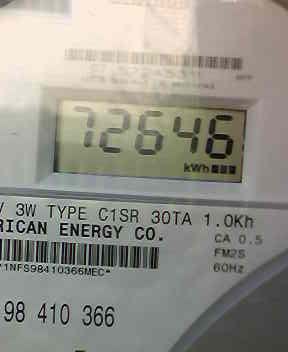 72646
kWh
V 3W TYPE C1SR 30TA 1.0Kh
RICAN ENERGY CO.
CA 0.5
FM2S
60Hz
*1NFS98410366MEC*
98 410 366